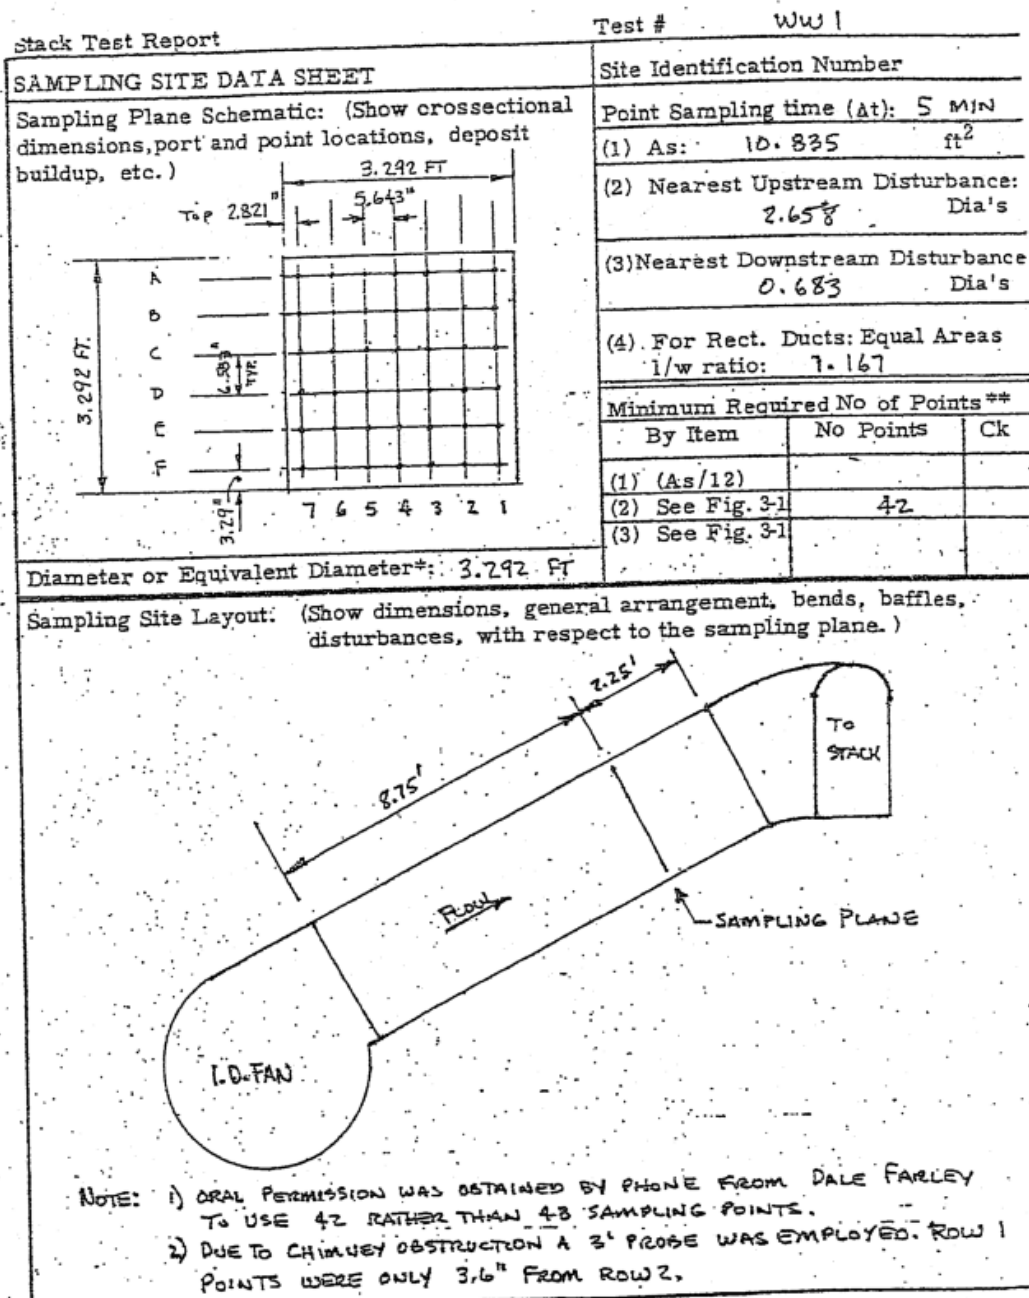 Stack Test Report
Test # WW 1
SAMPLING SITE DATA SHEET
Site Identification Number
Sampling Plane Schematic: (Show crossectional
dimensions, port and point locations, deposit
buildup, etc.)
Point Sampling time (Δt): 5 MIN
(1) As: 10.835 ft2
(2) Nearest Upstream Disturbance:
2.658 Dia's
(3) Nearest Downstream Disturbance
0.683 Dia's
(4). For Rect. Ducts: Equal Areas
l/w ratio: 1.167
Minimum Required No of Points **
By Item No Points Ck
(1) (As/12)
(2) See Fig. 3-1 42
(3) See Fig. 3-1
3.292 FT
TOP 2.821" 5.643"
A
B
C
D
E
F
3.292 FT.
6.583" TYP.
3.29"
7 6 5 4 3 2 1
Diameter or Equivalent Diameter*: 3.292 FT
Sampling Site Layout: (Show dimensions, general arrangement, bends, baffles,
disturbances, with respect to the sampling plane.)
2.25'
8.75'
TO
STACK
FLOW
SAMPLING PLANE
I.D. FAN
NOTE: 1) ORAL PERMISSION WAS OBTAINED BY PHONE FROM DALE FARLEY
TO USE 42 RATHER THAN 48 SAMPLING POINTS.
2) DUE TO CHIMNEY OBSTRUCTION A 3' PROBE WAS EMPLOYED. ROW 1
POINTS WERE ONLY 3.6" FROM ROW 2.